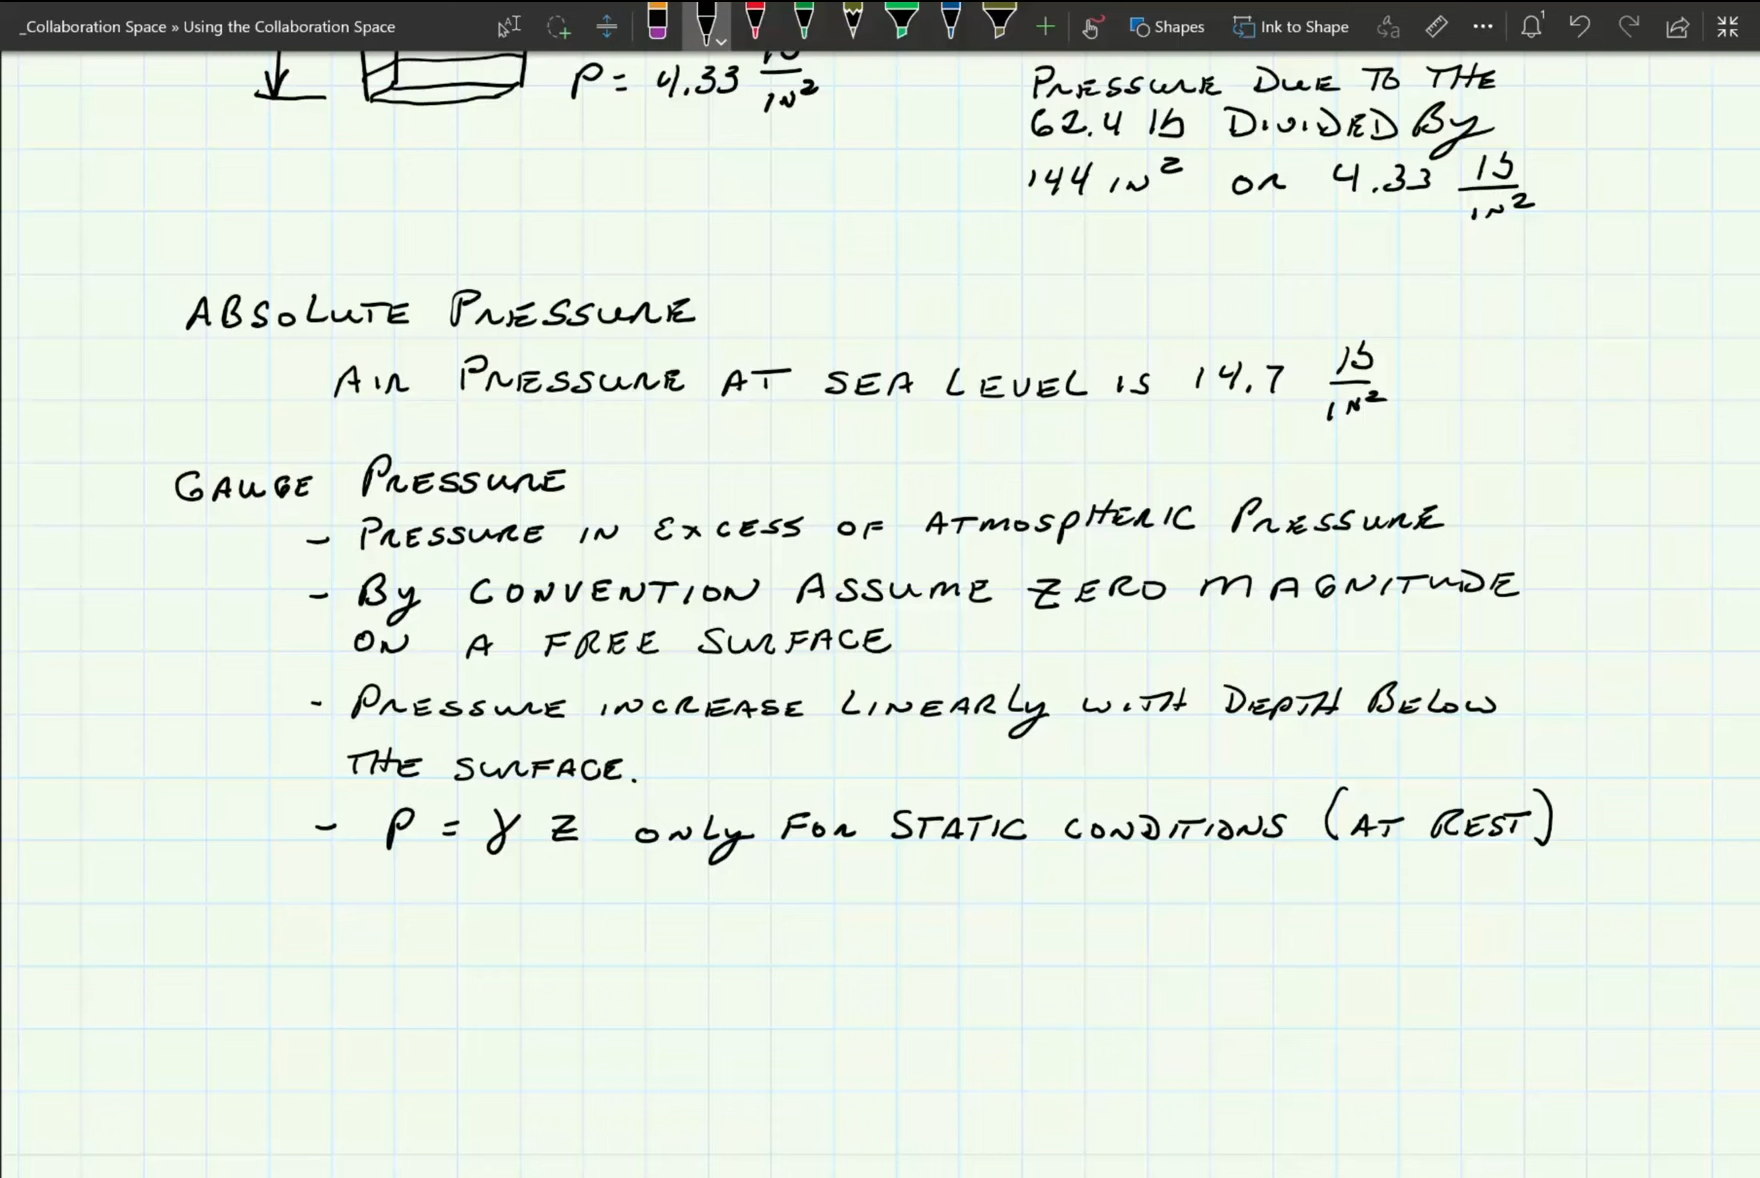 _Collaboration Space » Using the Collaboration Space
Shapes
Ink to Shape
1
P = 4.33 lb/in²
PRESSURE DUE TO THE
62.4 lb DIVIDED By
144 IN² OR 4.33 lb/IN²
ABSOLUTE PRESSURE
AIR PRESSURE AT SEA LEVEL IS 14.7 lb/IN²
GAUGE PRESSURE
- PRESSURE IN EXCESS OF ATMOSPHERIC PRESSURE
- By CONVENTION ASSUME ZERO MAGNITUDE
ON A FREE SURFACE
- PRESSURE INCREASE LINEARLy WITH DEPTH BELOW
THE SURFACE.
- P = γ Z ONLy FOR STATIC CONDITIONS (AT REST)